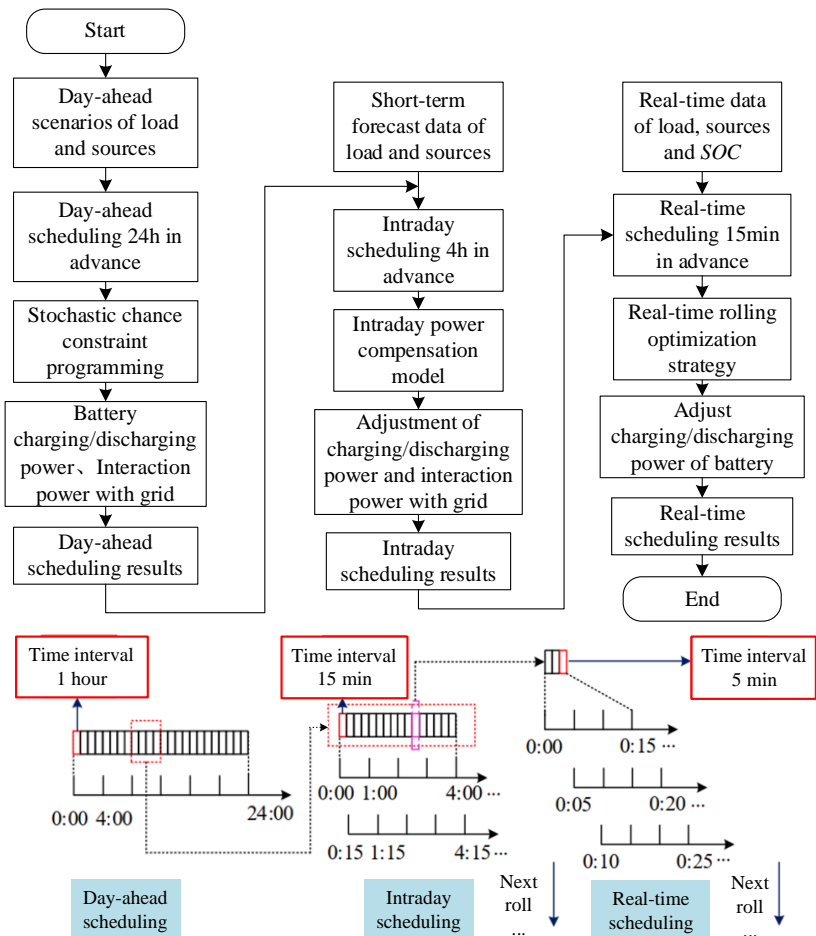 Start
Day-ahead
scenarios of load
and sources
Day-ahead
scheduling 24h in
advance
Stochastic chance
constraint
programming
Battery
charging/discharging
power、Interaction
power with grid
Day-ahead
scheduling results
Short-term
forecast data of
load and sources
Intraday
scheduling 4h in
advance
Intraday power
compensation
model
Adjustment of
charging/discharging
power and interaction
power with grid
Intraday
scheduling results
Real-time data
of load, sources
and SOC
Real-time
scheduling 15min
in advance
Real-time rolling
optimization
strategy
Adjust
charging/discharging
power of battery
Real-time
scheduling results
End
Time interval
1 hour
0:00 4:00 24:00
Day-ahead
scheduling
Time interval
15 min
0:00 1:00 4:00 ...
0:15 1:15 4:15 ...
Intraday
scheduling
Next
roll
...
Time interval
5 min
0:00 0:15 ...
0:05 0:20 ...
0:10 0:25 ...
Real-time
scheduling
Next
roll
...